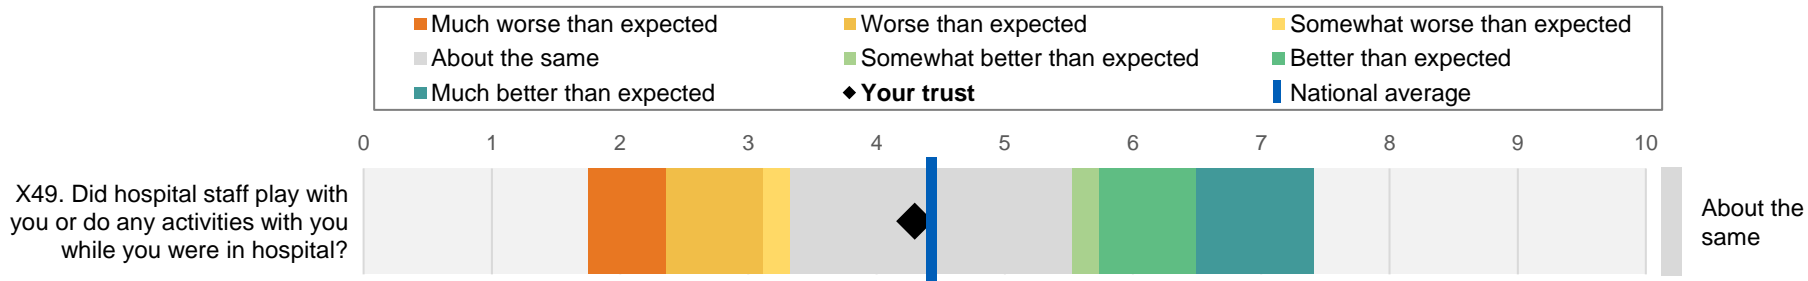 Much worse than expected
Worse than expected
Somewhat worse than expected
About the same
Somewhat better than expected
Better than expected
Much better than expected
Your trust
National average
0 1 2 3 4 5 6 7 8 9 10
X49. Did hospital staff play with
you or do any activities with you
while you were in hospital?
About the
same